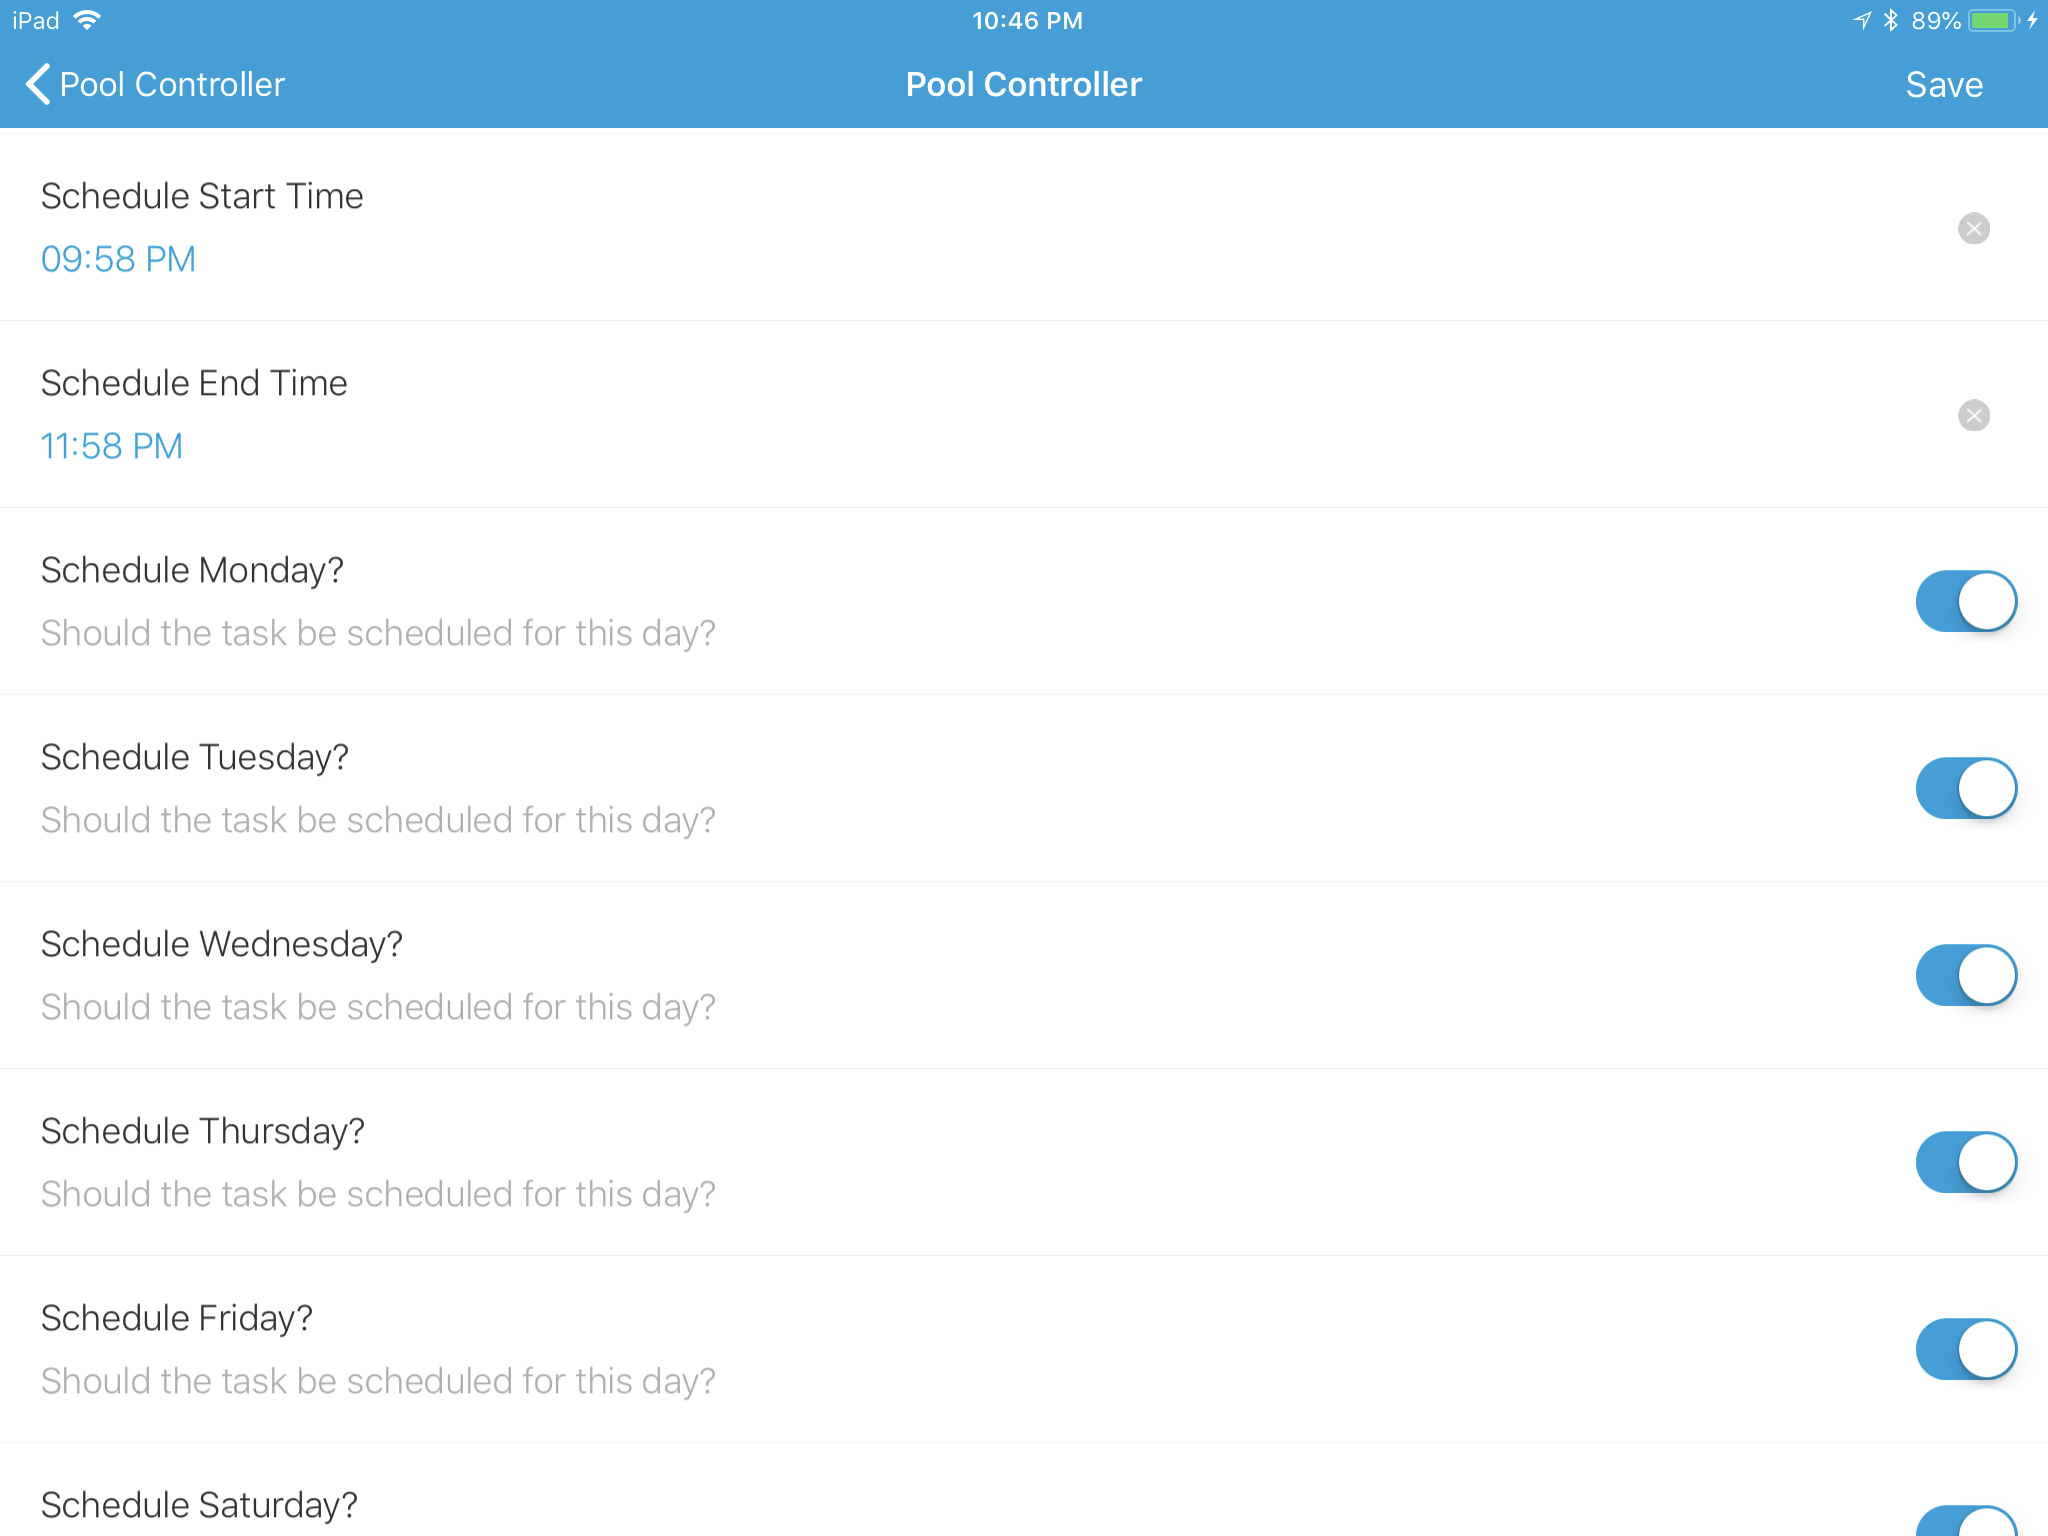 iPad 10:46 PM 89%
Pool Controller Pool Controller Save
Schedule Start Time
09:58 PM
Schedule End Time
11:58 PM
Schedule Monday?
Should the task be scheduled for this day?
Schedule Tuesday?
Should the task be scheduled for this day?
Schedule Wednesday?
Should the task be scheduled for this day?
Schedule Thursday?
Should the task be scheduled for this day?
Schedule Friday?
Should the task be scheduled for this day?
Schedule Saturday?